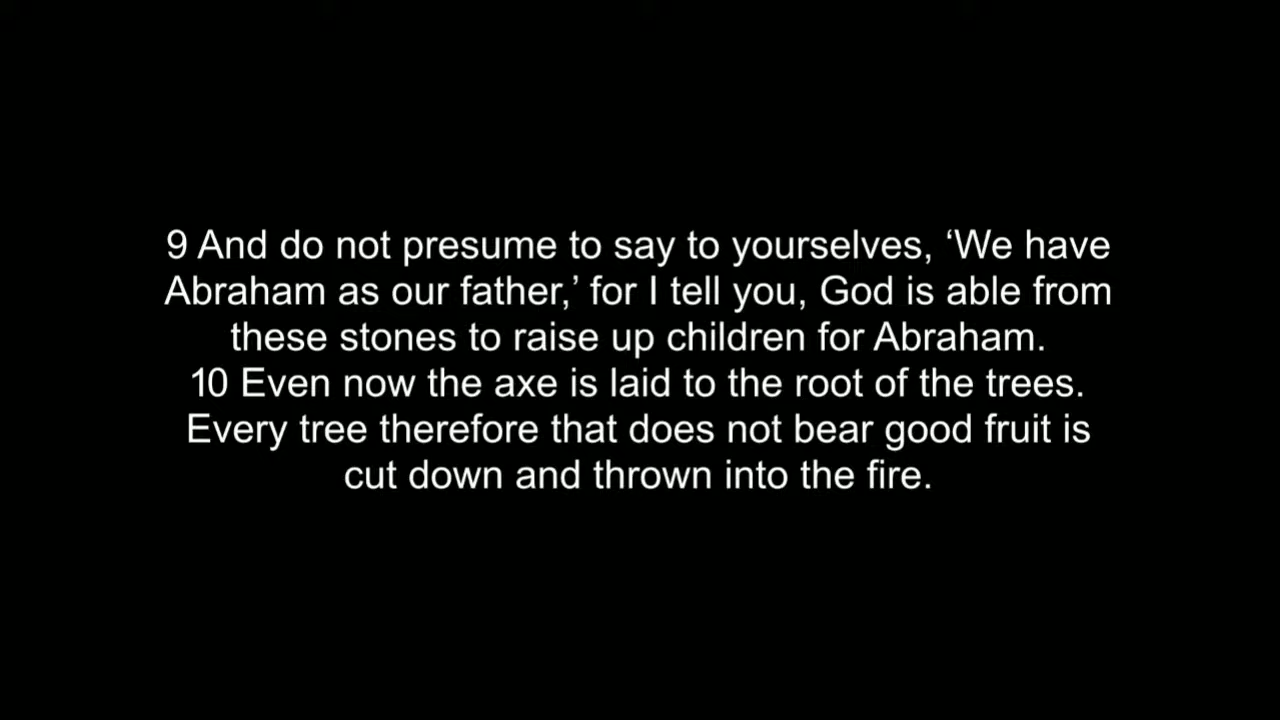 9 And do not presume to say to yourselves, ‘We have
Abraham as our father,’ for I tell you, God is able from
these stones to raise up children for Abraham.
10 Even now the axe is laid to the root of the trees.
Every tree therefore that does not bear good fruit is
cut down and thrown into the fire.